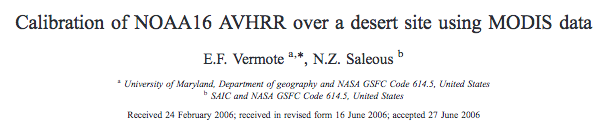 Calibration of NOAA16 AVHRR over a desert site using MODIS data
E.F. Vermote a,*, N.Z. Saleous b
a University of Maryland, Department of geography and NASA GSFC Code 614.5, United States
b SAIC and NASA GSFC Code 614.5, United States
Received 24 February 2006; received in revised form 16 June 2006; accepted 27 June 2006